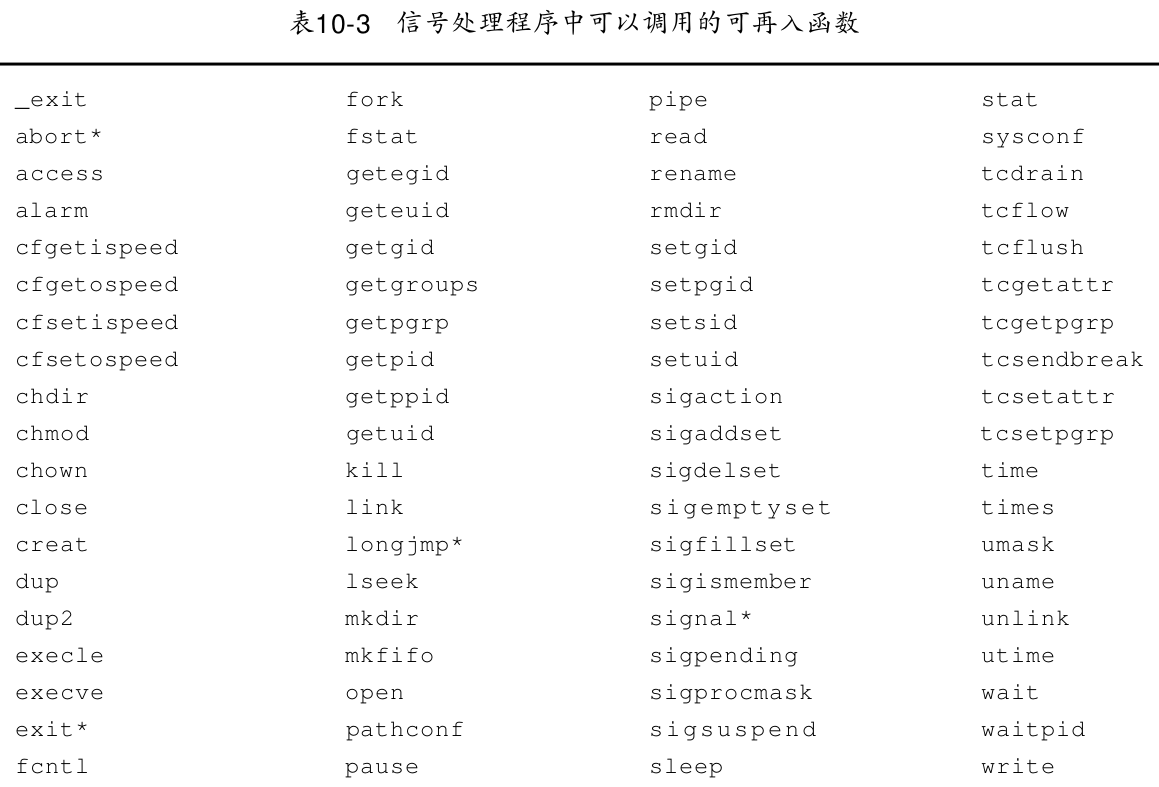 表10-3 信号处理程序中可以调用的可再入函数
_exit fork pipe stat
abort* fstat read sysconf
access getegid rename tcdrain
alarm geteuid rmdir tcflow
cfgetispeed getgid setgid tcflush
cfgetospeed getgroups setpgid tcgetattr
cfsetispeed getpgrp setsid tcgetpgrp
cfsetospeed getpid setuid tcsendbreak
chdir getppid sigaction tcsetattr
chmod getuid sigaddset tcsetpgrp
chown kill sigdelset time
close link sigemptyset times
creat longjmp* sigfillset umask
dup lseek sigismember uname
dup2 mkdir signal* unlink
execle mkfifo sigpending utime
execve open sigprocmask wait
exit* pathconf sigsuspend waitpid
fcntl pause sleep write